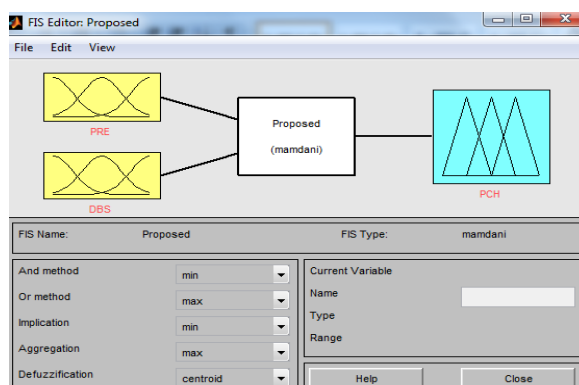 FIS Editor: Proposed
File Edit View
PRE
DBS
Proposed
(mamdani)
PCH
FIS Name: Proposed FIS Type: mamdani
And method min
Or method max
Implication min
Aggregation max
Defuzzification centroid
Current Variable
Name
Type
Range
Help Close